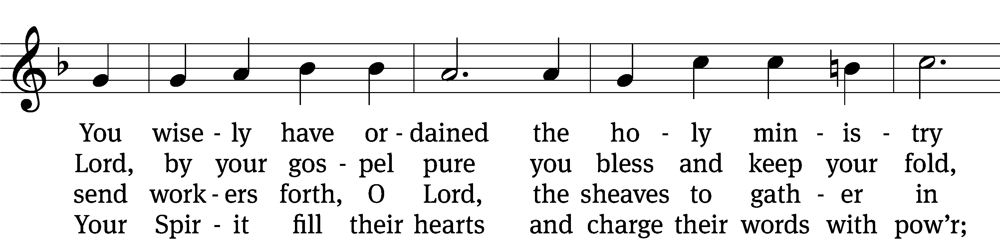 You wise - ly have or - dained the ho - ly min - is - try
Lord, by your gos - pel pure you bless and keep your fold,
send work - ers forth, O Lord, the sheaves to gath - er in
Your Spir - it fill their hearts and charge their words with pow’r;